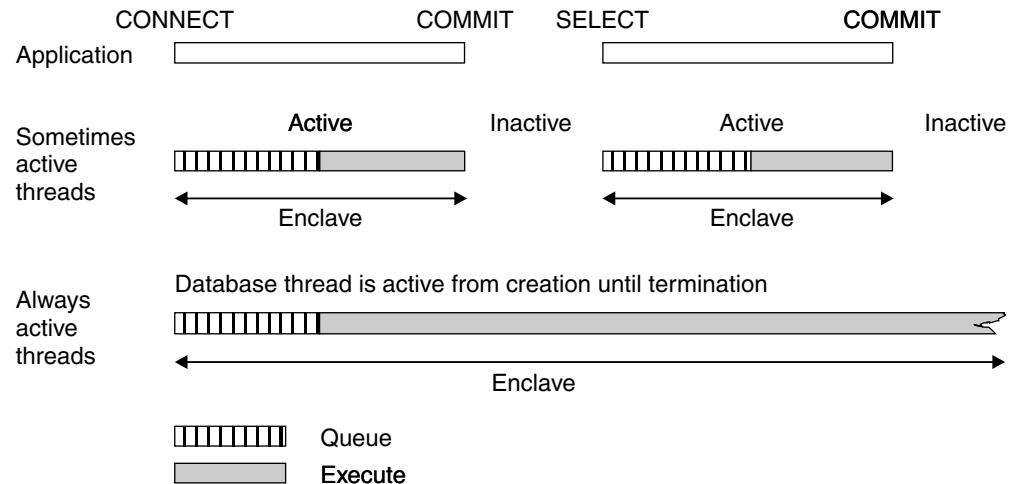 CONNECT COMMIT SELECT COMMIT
Application
Active Inactive Active Inactive
Sometimes
active
threads
Enclave Enclave
Database thread is active from creation until termination
Always
active
threads
Enclave
Queue
Execute